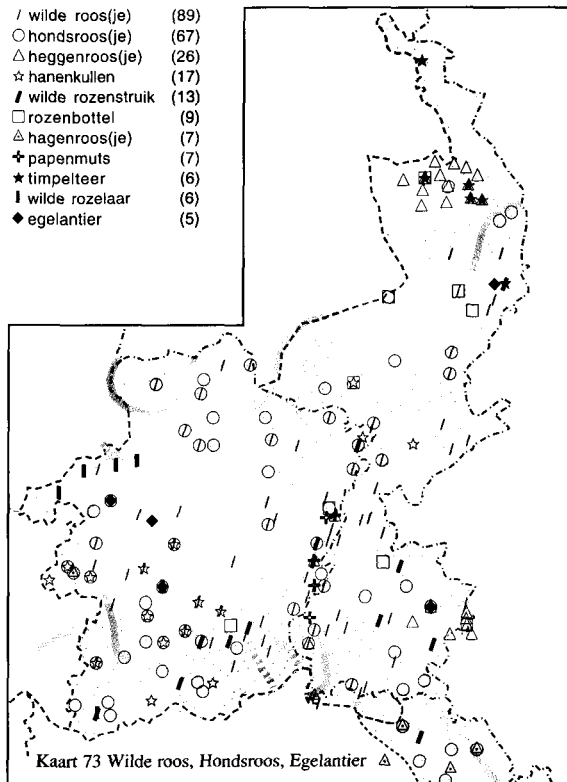 wilde roos(je) (89)
hondsroos(je) (67)
heggenroos(je) (26)
hanenkullen (17)
wilde rozenstruik (13)
rozenbottel (9)
hagenroos(je) (7)
papenmuts (7)
timpelteer (6)
wilde rozelaar (6)
egelantier (5)
Kaart 73 Wilde roos, Hondsroos, Egelantier